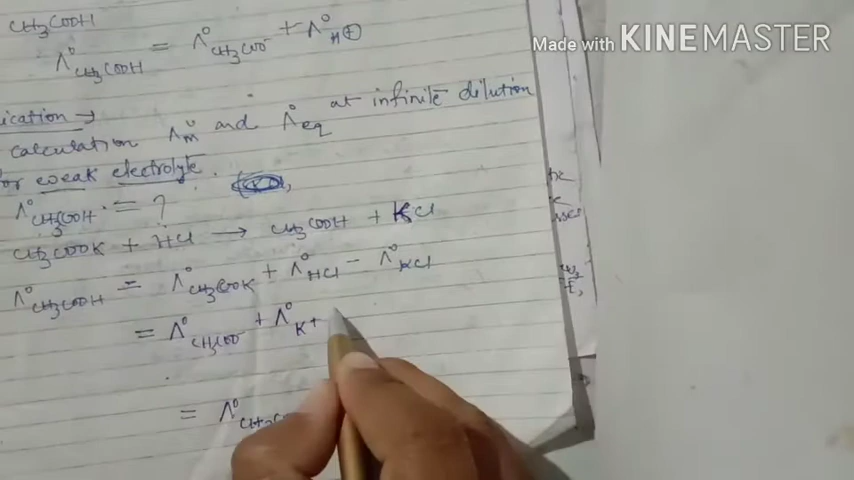 CH₃COOH
Λ°CH₃COOH = Λ°CH₃COO⁻ + Λ°H⊕
Made with KINEMASTER
ication →
calculation Λ°m and Λ°eq at infinite dilution
for weak electrolyte.
Λ°CH₃COOH = ?
CH₃COOK + HCl → CH₃COOH + KCl
Λ°CH₃COOH = Λ°CH₃COOK + Λ°HCl − Λ°KCl
= Λ°CH₃COO⁻ + Λ°K+
= Λ°CH₃C